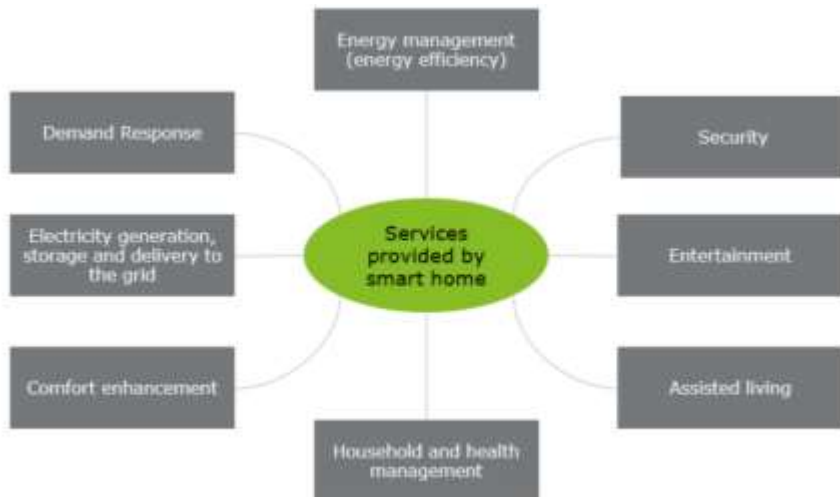 Energy management
(energy efficiency)
Demand Response
Security
Electricity generation,
storage and delivery to
the grid
Services
provided by
smart home
Entertainment
Comfort enhancement
Assisted living
Household and health
management